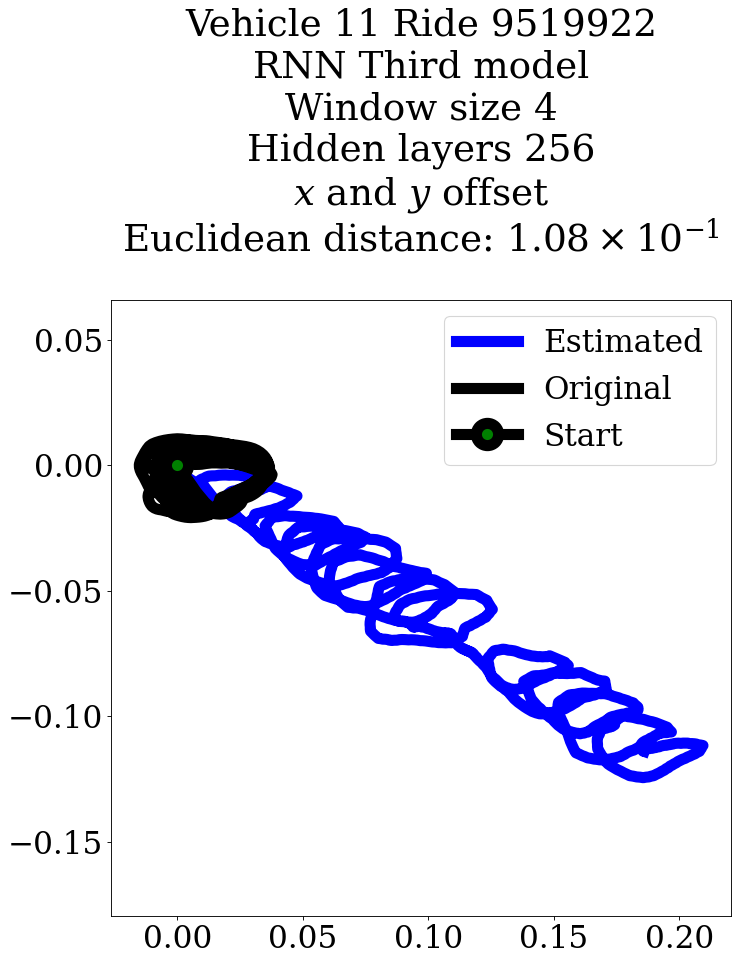 Vehicle 11 Ride 9519922
RNN Third model
Window size 4
Hidden layers 256
x and y offset
Euclidean distance: 1.08 × 10⁻¹
Estimated
Original
Start
0.05
0.00
−0.05
−0.10
−0.15
0.00 0.05 0.10 0.15 0.20